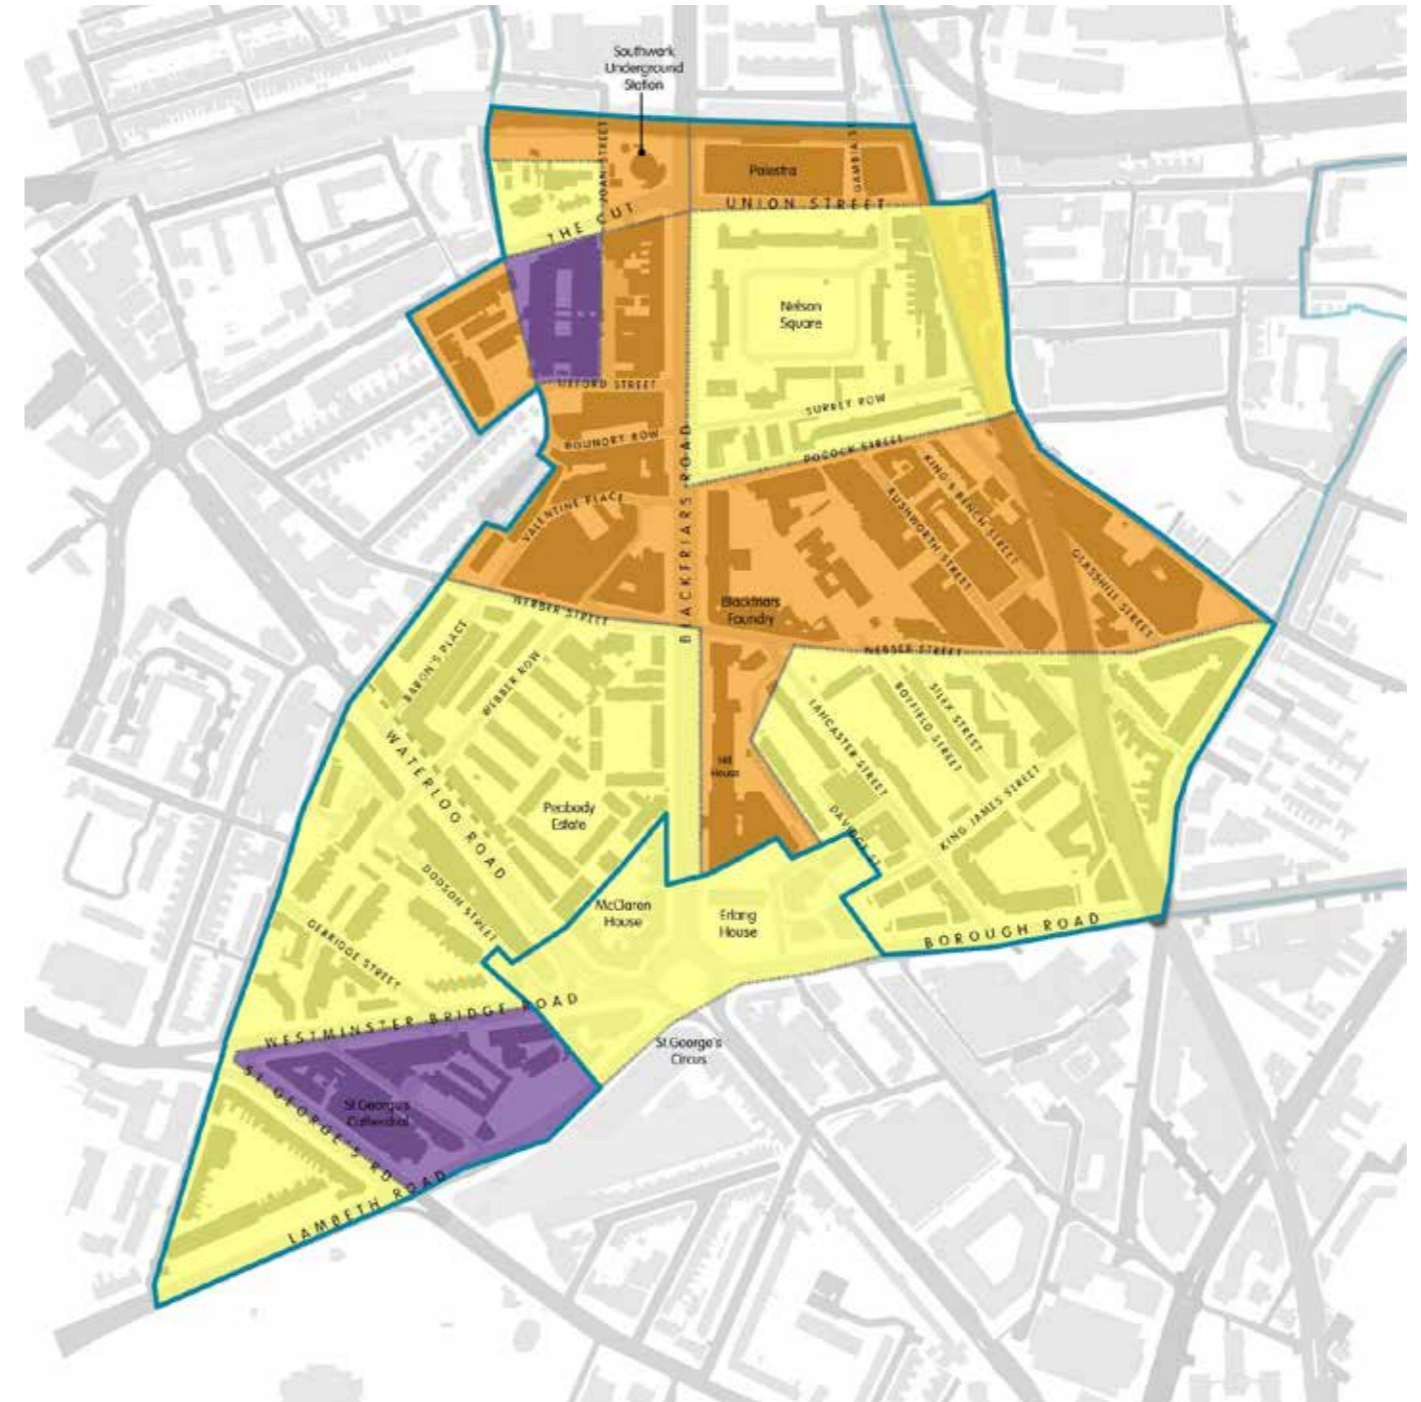 Southwark
Underground
Station
JOAN STREET
Palestra
GAMBIA ST
UNION STREET
THE CUT
Nelson
Square
UFFORD STREET
SURREY ROW
BOUNDRY ROW
POCOCK STREET
BLACKFRIARS ROAD
KING'S BENCH STREET
RUSHWORTH STREET
VALENTINE PLACE
GLASSHILL STREET
Blackfriars
Foundry
WEBBER STREET
WEBBER STREET
BARON'S PLACE
WEBBER ROW
SILEX STREET
BOYFIELD STREET
LANCASTER STREET
WATERLOO ROAD
Hill
House
KING JAMES STREET
Peabody
Estate
DAVIDGE ST
DODSON STREET
McClaren
House
Erlang
House
BOROUGH ROAD
GERRIDGE STREET
WESTMINSTER BRIDGE ROAD
St.George's
Circus
ST. GEORGE'S RD
St George's
Cathedral
LAMBETH ROAD